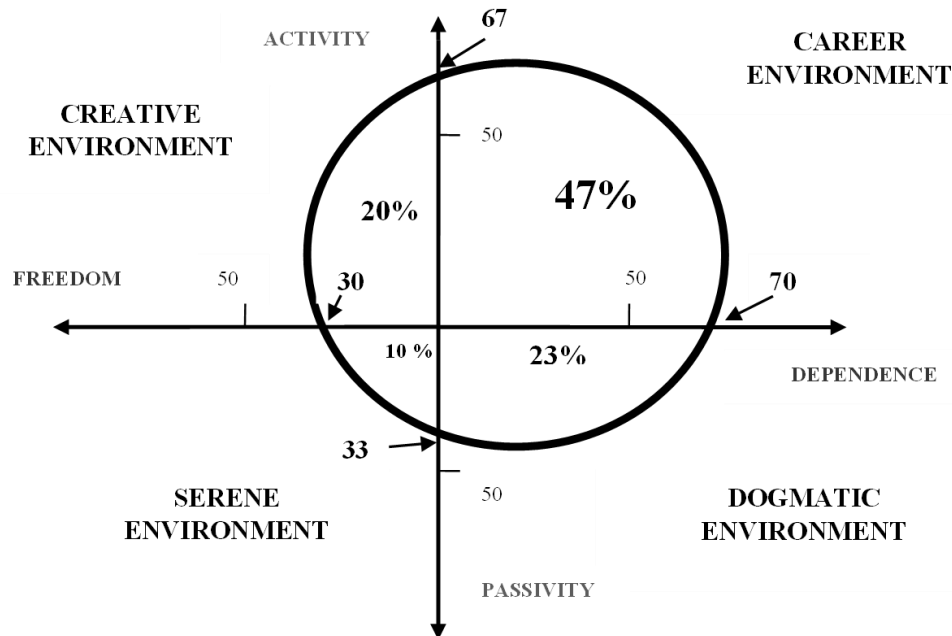 67
ACTIVITY
CAREER
ENVIRONMENT
CREATIVE
ENVIRONMENT
50
47%
20%
FREEDOM
50
30
50
70
10 %
23%
DEPENDENCE
33
50
SERENE
ENVIRONMENT
DOGMATIC
ENVIRONMENT
PASSIVITY